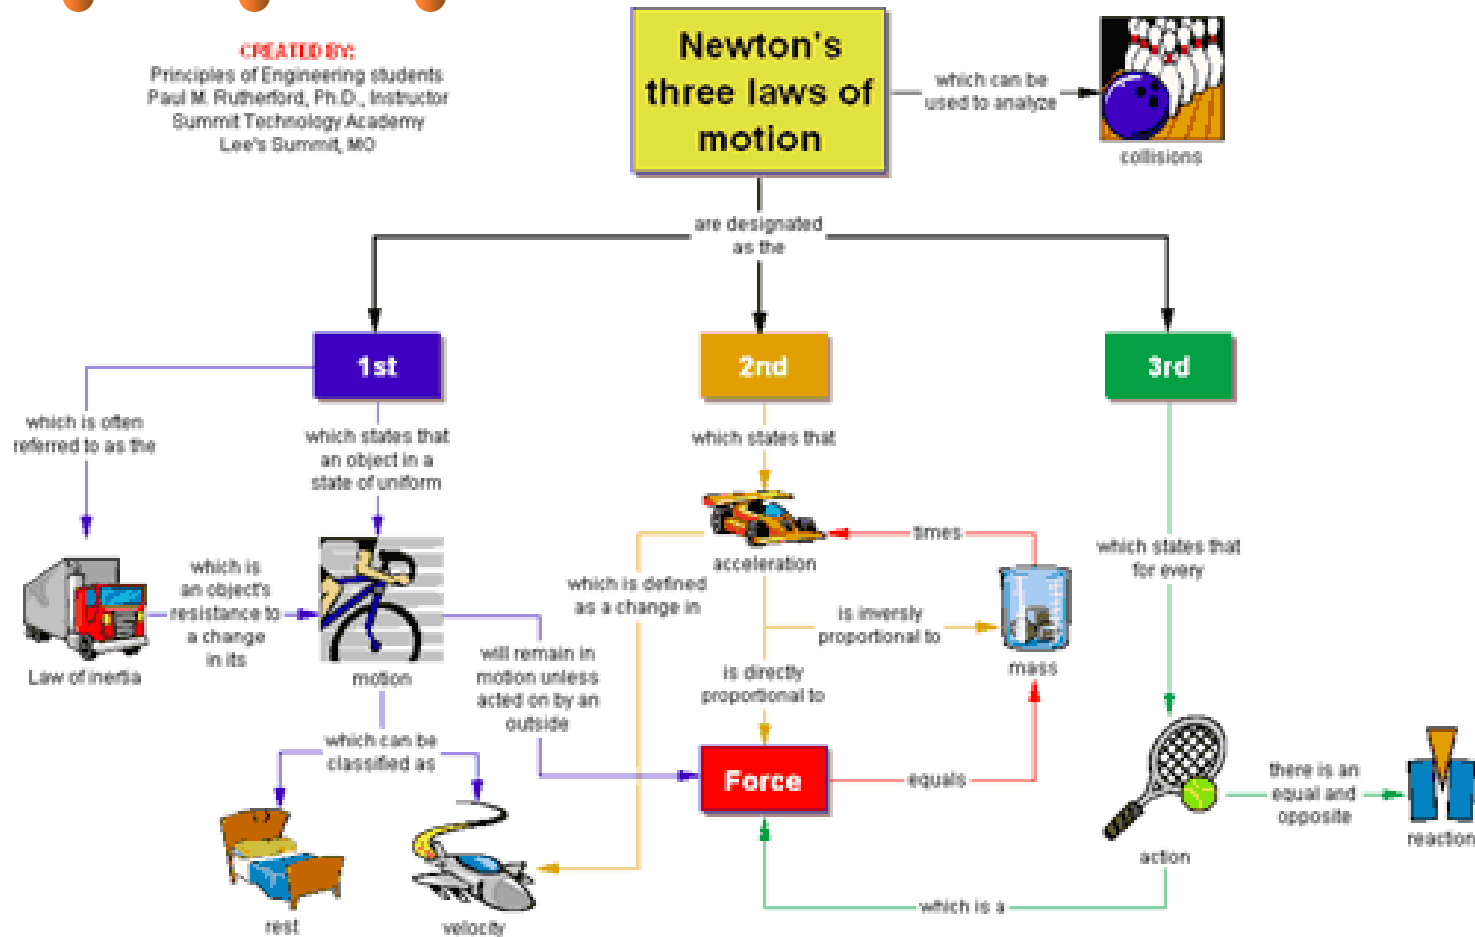 CREATED BY:
Principles of Engineering students
Paul M. Rutherford, Ph.D., Instructor
Summit Technology Academy
Lee's Summit, MO
Newton's
three laws of
motion
which can be
used to analyze
collisions
are designated
as the
1st
2nd
3rd
which is often
referred to as the
which states that
an object in a
state of uniform
which states that
which states that
for every
Law of inertia
which is
an object's
resistance to
a change
in its
motion
will remain in
motion unless
acted on by an
outside
which can be
classified as
rest
velocity
acceleration
which is defined
as a change in
times
is inversly
proportional to
mass
is directly
proportional to
Force
equals
action
there is an
equal and
opposite
reaction
which is a